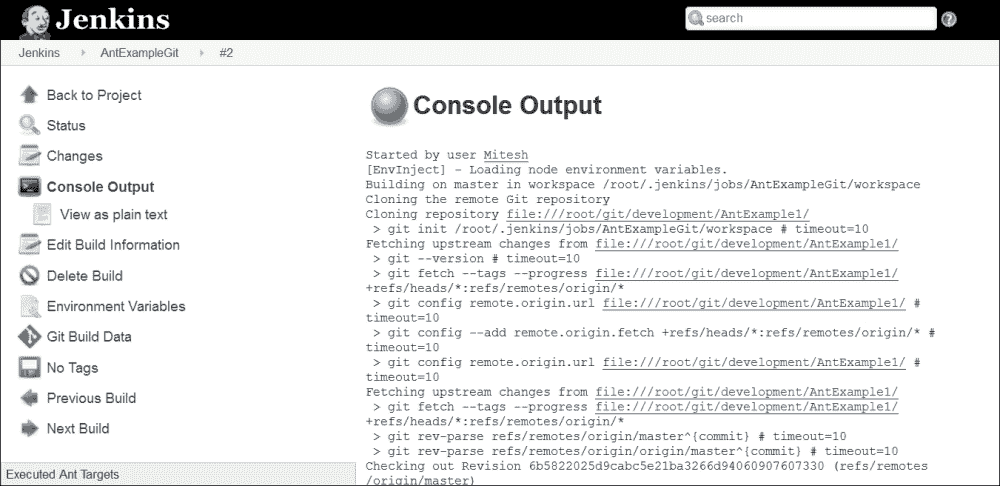 Jenkins
search
Jenkins
AntExampleGit
#2
Back to Project
Status
Changes
Console Output
View as plain text
Edit Build Information
Delete Build
Environment Variables
Git Build Data
No Tags
Previous Build
Next Build
Executed Ant Targets
Console Output
Started by user Mitesh
[EnvInject] - Loading node environment variables.
Building on master in workspace /root/.jenkins/jobs/AntExampleGit/workspace
Cloning the remote Git repository
Cloning repository file:///root/git/development/AntExample1/
> git init /root/.jenkins/jobs/AntExampleGit/workspace # timeout=10
Fetching upstream changes from file:///root/git/development/AntExample1/
> git --version # timeout=10
> git fetch --tags --progress file:///root/git/development/AntExample1/
+refs/heads/*:refs/remotes/origin/*
> git config remote.origin.url file:///root/git/development/AntExample1/ #
timeout=10
> git config --add remote.origin.fetch +refs/heads/*:refs/remotes/origin/* #
timeout=10
> git config remote.origin.url file:///root/git/development/AntExample1/ #
timeout=10
Fetching upstream changes from file:///root/git/development/AntExample1/
> git fetch --tags --progress file:///root/git/development/AntExample1/
+refs/heads/*:refs/remotes/origin/*
> git rev-parse refs/remotes/origin/master^{commit} # timeout=10
> git rev-parse refs/remotes/origin/origin/master^{commit} # timeout=10
Checking out Revision 6b5822025d9cabc5e21ba3266d94060907607330 (refs/remotes
/origin/master)